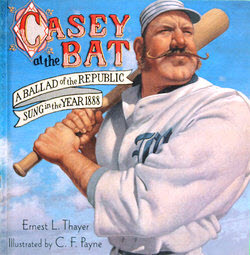 CASEY
at the
BAT
A BALLAD of the REPUBLIC
SUNG in the YEAR 1888
Ernest L. Thayer
Illustrated by C. F. Payne